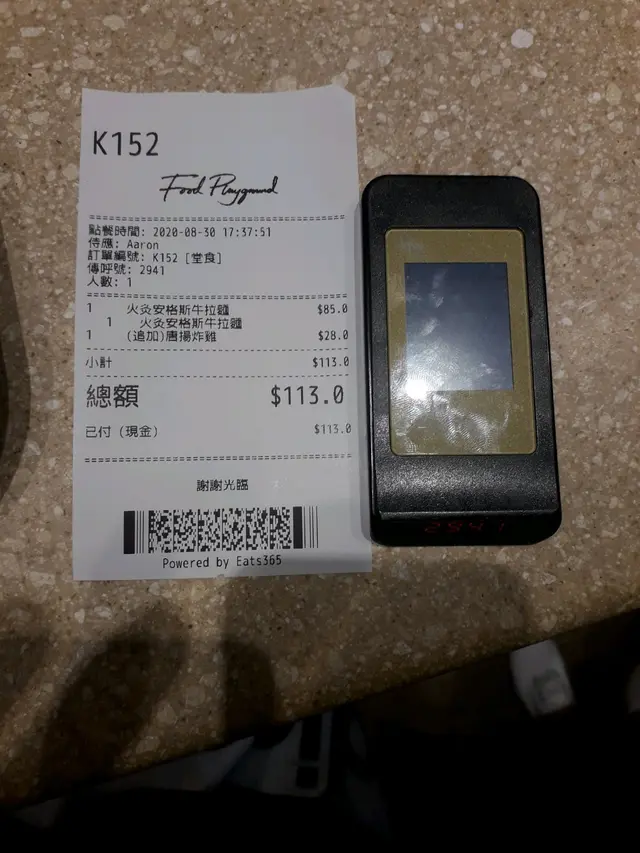 K152
Food Playground
點餐時間: 2020-08-30 17:37:51
侍應: Aaron
訂單編號: K152 [堂食]
傳呼號: 2941
人數: 1
1 火灸安格斯牛拉麵 $85.0
1 火灸安格斯牛拉麵
1 (追加)唐揚炸雞 $28.0
小計 $113.0
總額 $113.0
已付 (現金) $113.0
謝謝光臨
Powered by Eats365
2941